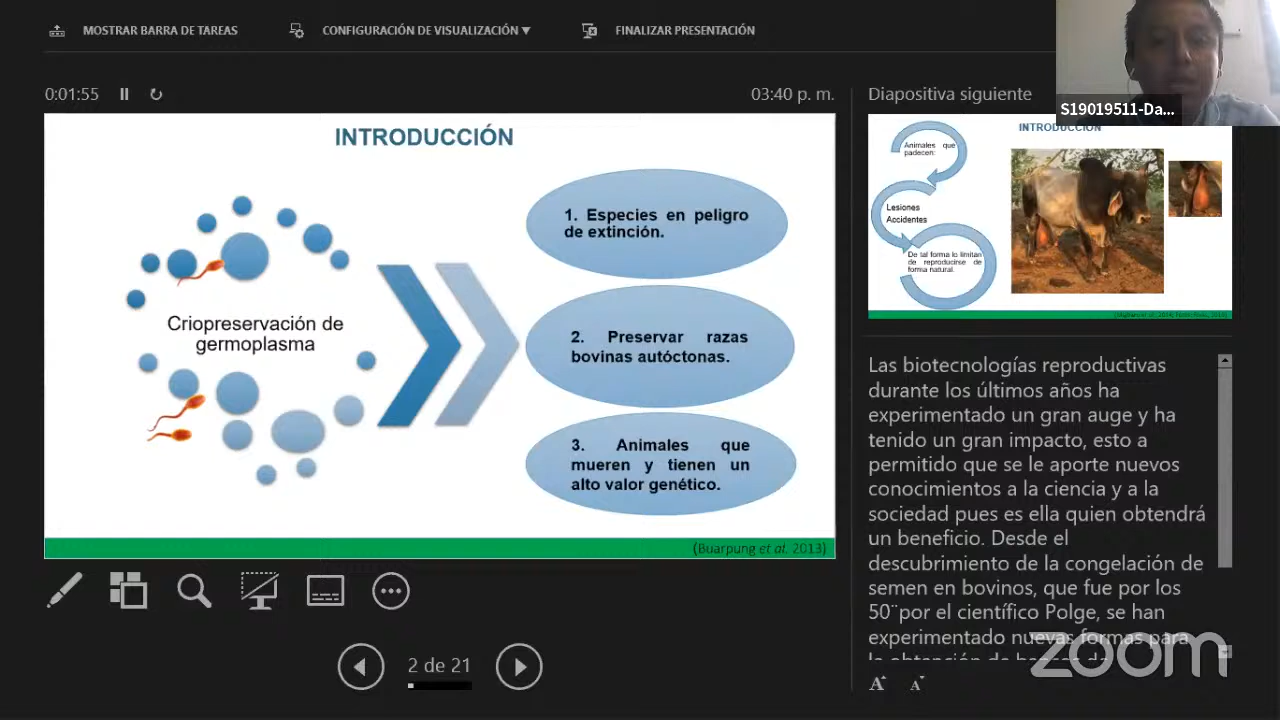 MOSTRAR BARRA DE TAREAS
CONFIGURACIÓN DE VISUALIZACIÓN ▼
FINALIZAR PRESENTACIÓN
0:01:55
03:40 p. m.
INTRODUCCIÓN
Criopreservación de
germoplasma
1. Especies en peligro
de extinción.
2. Preservar razas
bovinas autóctonas.
3. Animales que
mueren y tienen un
alto valor genético.
(Buarpung et al. 2013)
2 de 21
Diapositiva siguiente
S19019511-Da...
INTRODUCCIÓN
Animales que
padecen:
Lesiones
Accidentes
De tal forma lo limitan
de reproducirse de
forma natural.
Las biotecnologías reproductivas
durante los últimos años ha
experimentado un gran auge y ha
tenido un gran impacto, esto a
permitido que se le aporte nuevos
conocimientos a la ciencia y a la
sociedad pues es ella quien obtendrá
un beneficio. Desde el
descubrimiento de la congelación de
semen en bovinos, que fue por los
50¨por el científico Polge, se han
experimentado nuevas formas para
la obtención de bancos de
zoom
A A